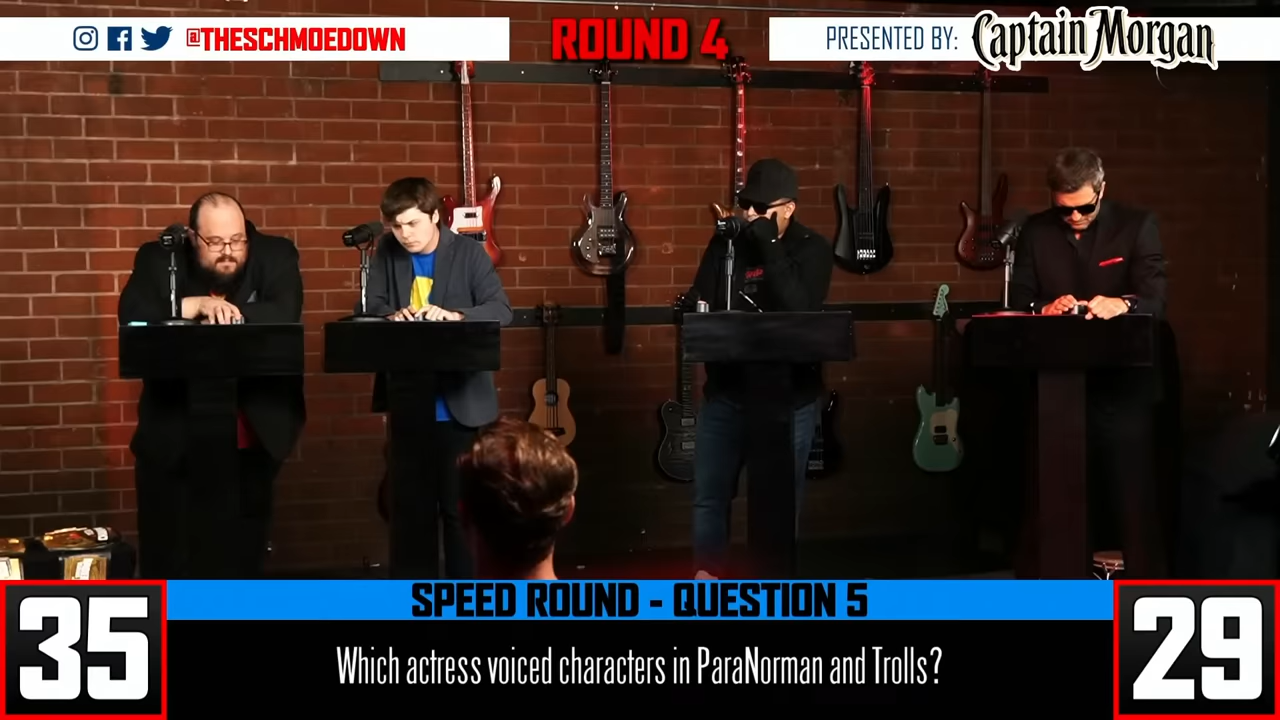 @THESCHMOEDOWN
ROUND 4
PRESENTED BY: Captain Morgan
SPEED ROUND - QUESTION 5
35
29
Which actress voiced characters in ParaNorman and Trolls?